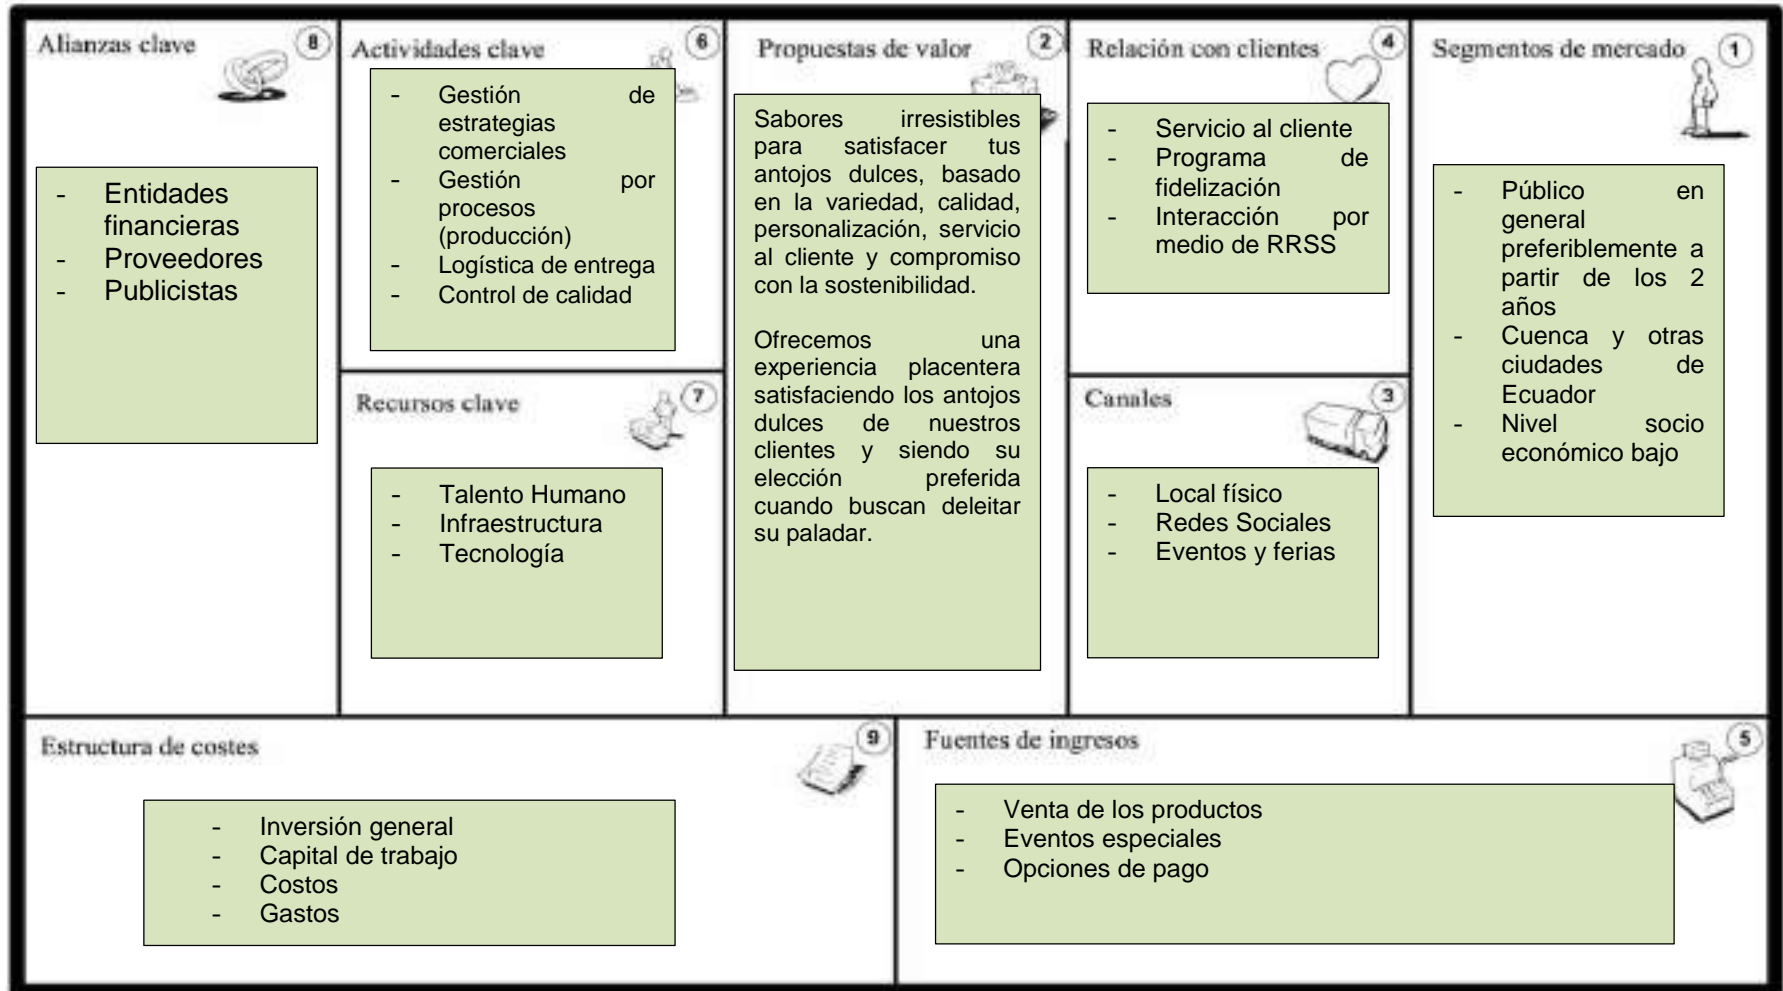 Alianzas clave
8
- Entidades
financieras
- Proveedores
- Publicistas
Actividades clave
6
- Gestión de
estrategias
comerciales
- Gestión por
procesos
(producción)
- Logística de entrega
- Control de calidad
Recursos clave
7
- Talento Humano
- Infraestructura
- Tecnología
Propuestas de valor
2
Sabores irresistibles
para satisfacer tus
antojos dulces, basado
en la variedad, calidad,
personalización, servicio
al cliente y compromiso
con la sostenibilidad.
Ofrecemos una
experiencia placentera
satisfaciendo los antojos
dulces de nuestros
clientes y siendo su
elección preferida
cuando buscan deleitar
su paladar.
Relación con clientes
4
- Servicio al cliente
- Programa de
fidelización
- Interacción por
medio de RRSS
Canales
3
- Local físico
- Redes Sociales
- Eventos y ferias
Segmentos de mercado
1
- Público en
general
preferiblemente a
partir de los 2
años
- Cuenca y otras
ciudades de
Ecuador
- Nivel socio
económico bajo
Estructura de costes
9
- Inversión general
- Capital de trabajo
- Costos
- Gastos
Fuentes de ingresos
5
- Venta de los productos
- Eventos especiales
- Opciones de pago